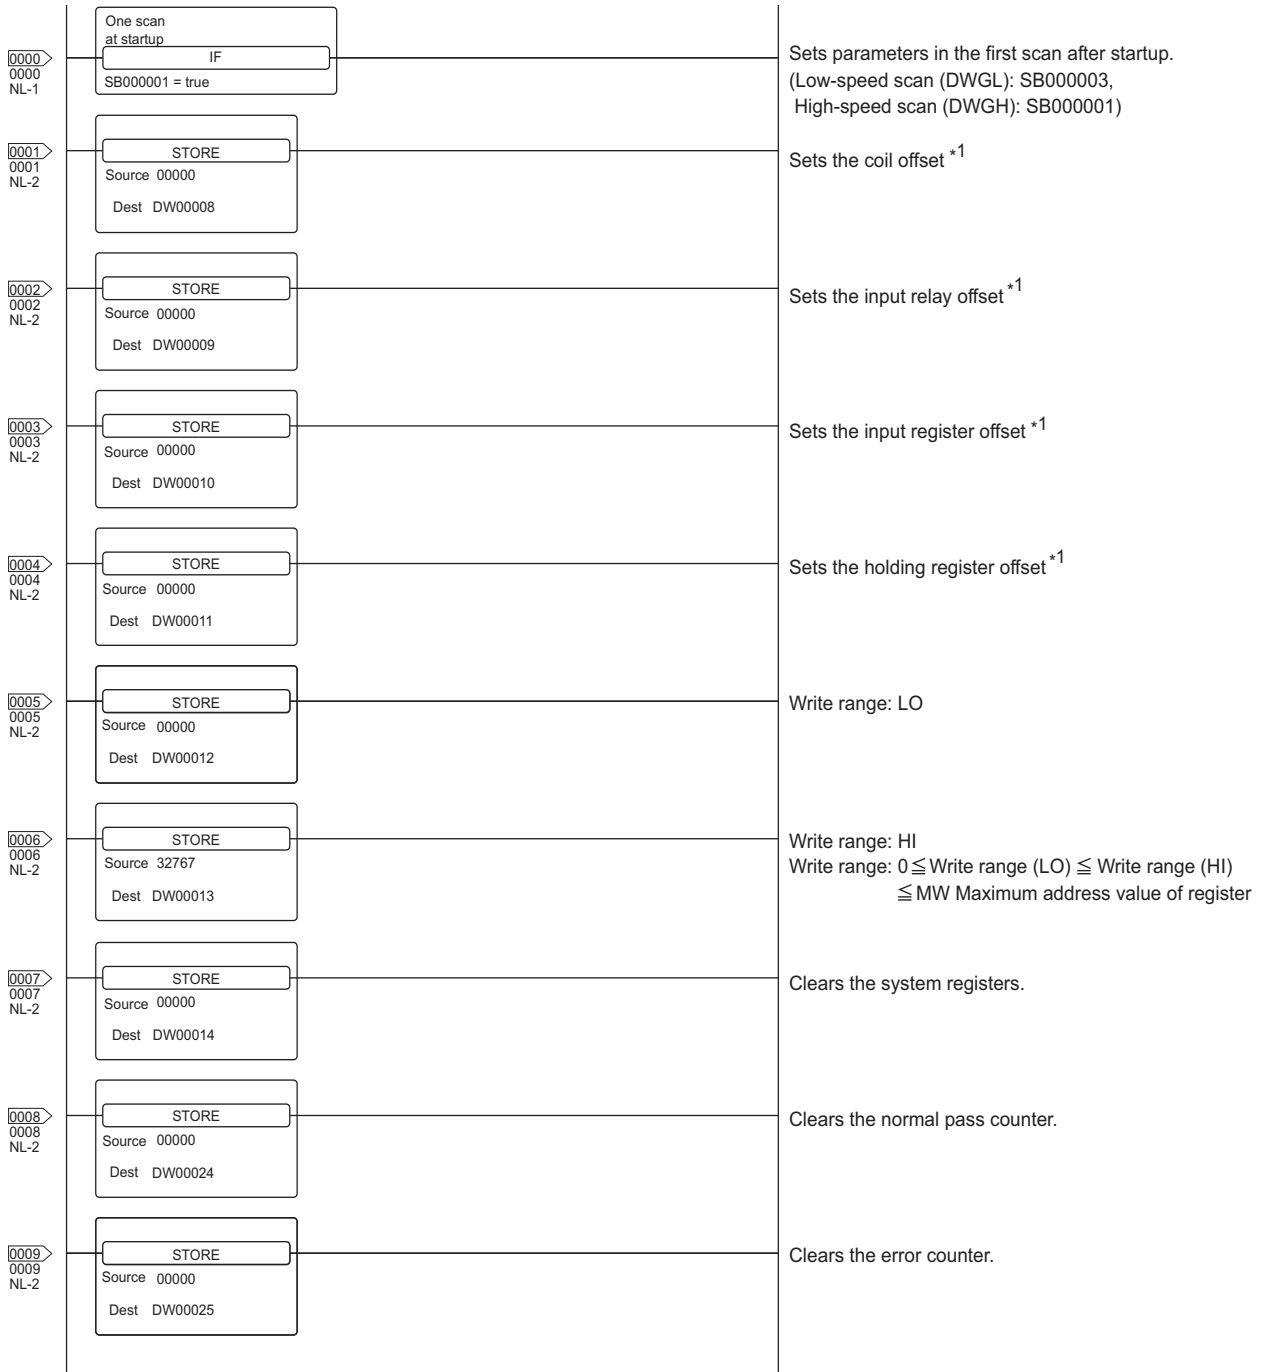 One scan
at startup
IF
SB000001 = true
0000
0000
NL-1
Sets parameters in the first scan after startup.
(Low-speed scan (DWGL): SB000003,
High-speed scan (DWGH): SB000001)
0001
0001
NL-2
STORE
Source 00000
Dest DW00008
Sets the coil offset *1
0002
0002
NL-2
STORE
Source 00000
Dest DW00009
Sets the input relay offset *1
0003
0003
NL-2
STORE
Source 00000
Dest DW00010
Sets the input register offset *1
0004
0004
NL-2
STORE
Source 00000
Dest DW00011
Sets the holding register offset *1
0005
0005
NL-2
STORE
Source 00000
Dest DW00012
Write range: LO
0006
0006
NL-2
STORE
Source 32767
Dest DW00013
Write range: HI
Write range: 0≦Write range (LO) ≦ Write range (HI)
≦MW Maximum address value of register
0007
0007
NL-2
STORE
Source 00000
Dest DW00014
Clears the system registers.
0008
0008
NL-2
STORE
Source 00000
Dest DW00024
Clears the normal pass counter.
0009
0009
NL-2
STORE
Source 00000
Dest DW00025
Clears the error counter.